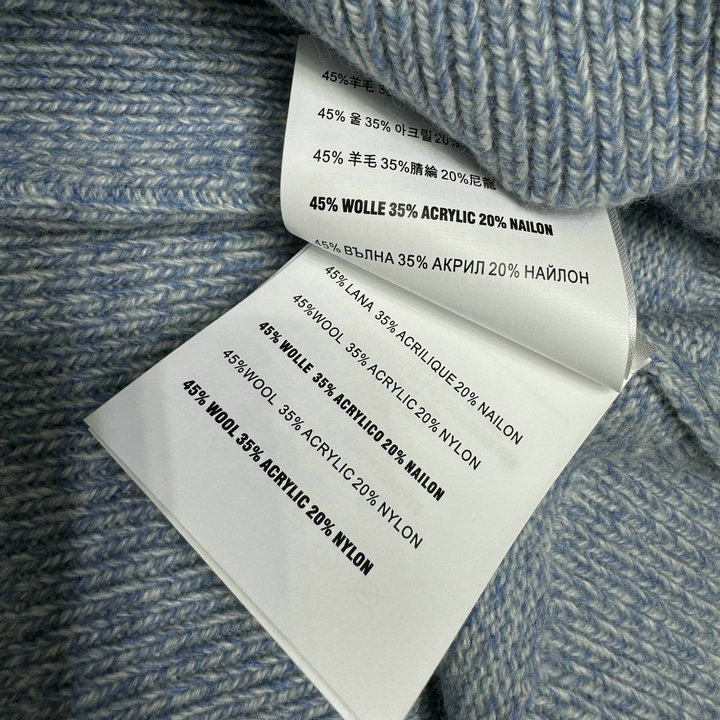 45%羊毛 35
45% 울 35% 아크릴 20%
45% 羊毛 35%腈綸 20%尼龍
45% WOLLE 35% ACRYLIC 20% NAILON
45% ВЪЛНА 35% АКРИЛ 20% НАЙЛОН
45% LANA 35% ACRILIQUE 20% NAILON
45%WOOL 35% ACRYLIC 20% NYLON
45% WOLLE 35% ACRYLICO 20% NAILON
45%WOOL 35% ACRYLIC 20% NYLON
45% WOOL 35% ACRYLIC 20% NYLON